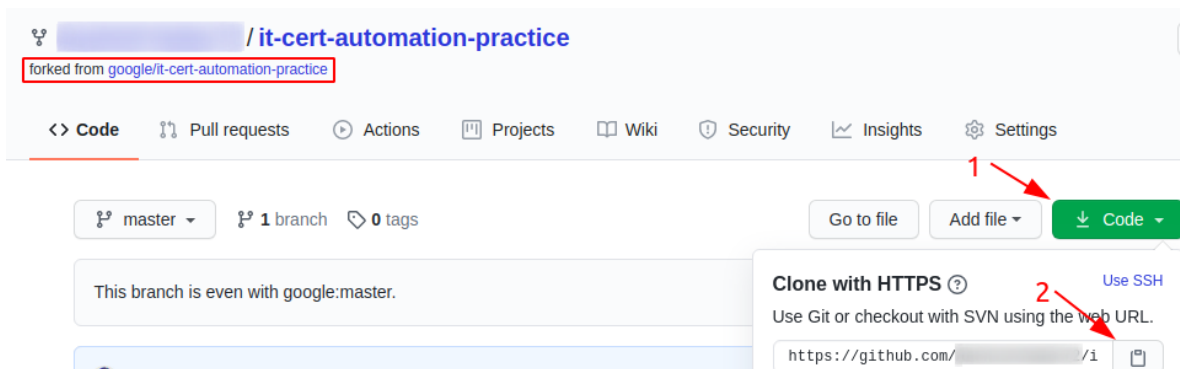 / it-cert-automation-practice
forked from google/it-cert-automation-practice
<> Code Pull requests Actions Projects Wiki Security Insights Settings
1
master 1 branch 0 tags Go to file Add file Code
This branch is even with google:master.
Clone with HTTPS ? Use SSH
2
Use Git or checkout with SVN using the web URL.
https://github.com/ /i